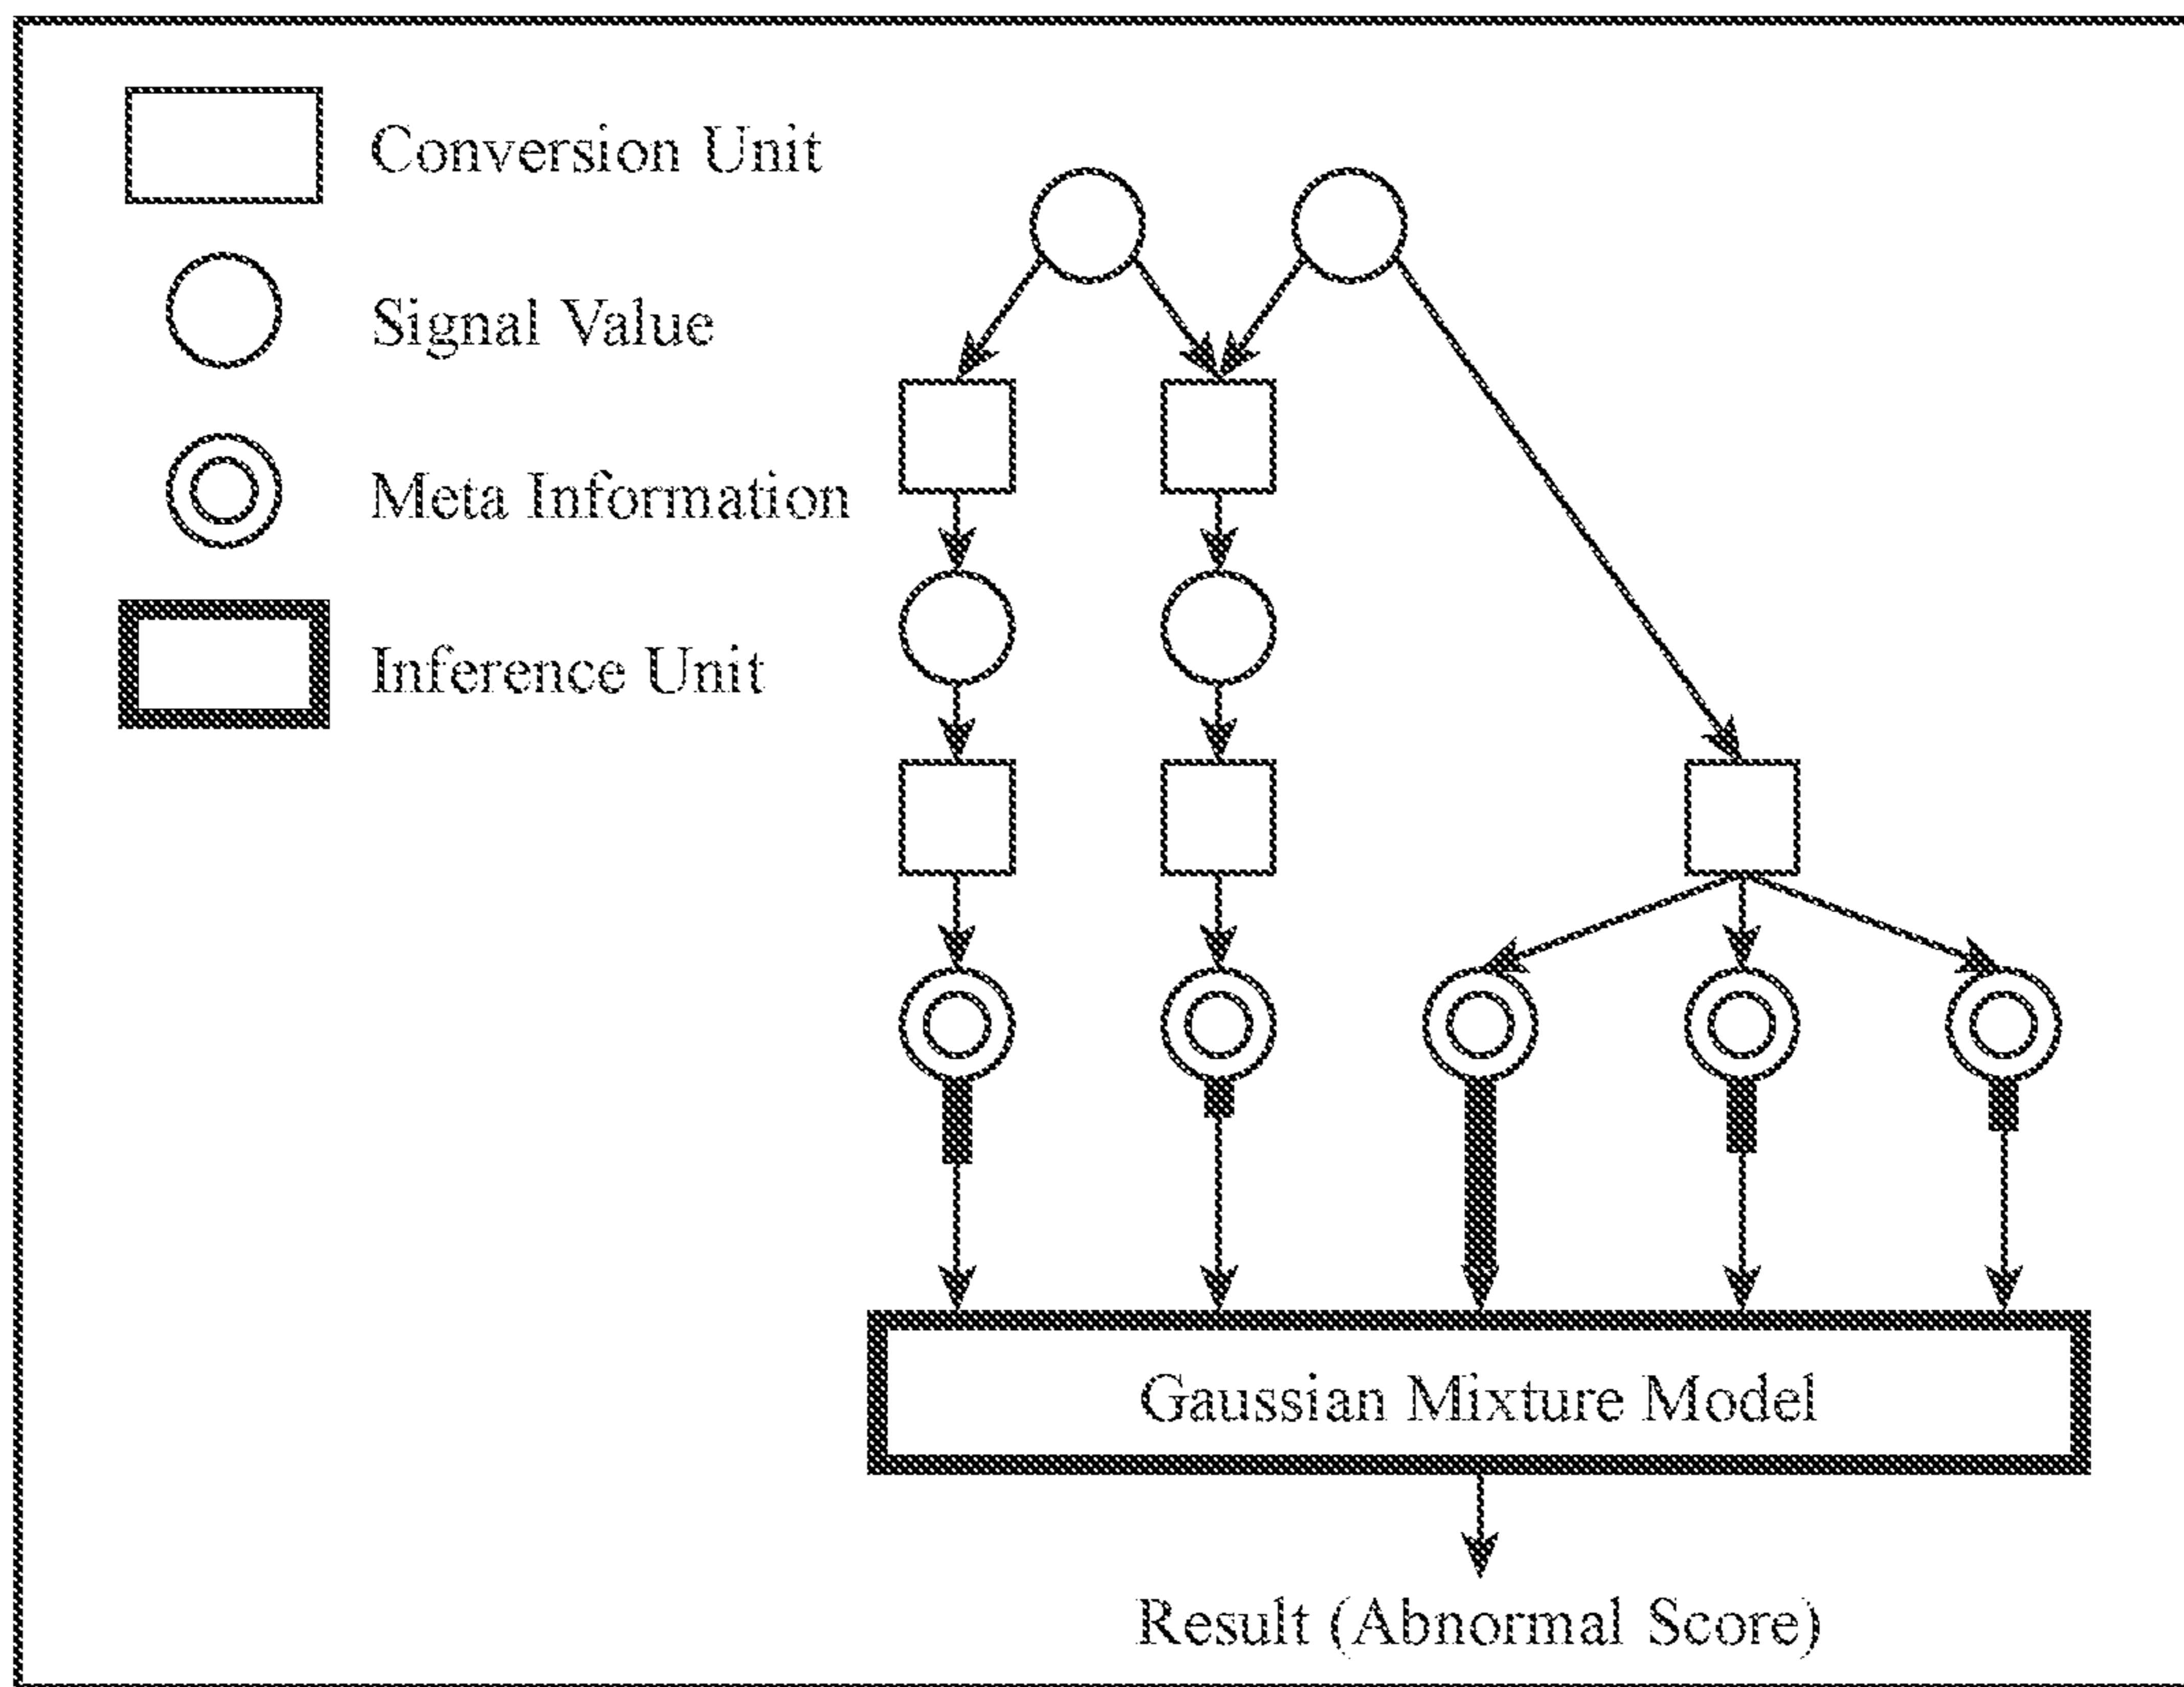 Conversion Unit
Signal Value
Meta Information
Inference Unit
Gaussian Mixture Model
Result (Abnormal Score)